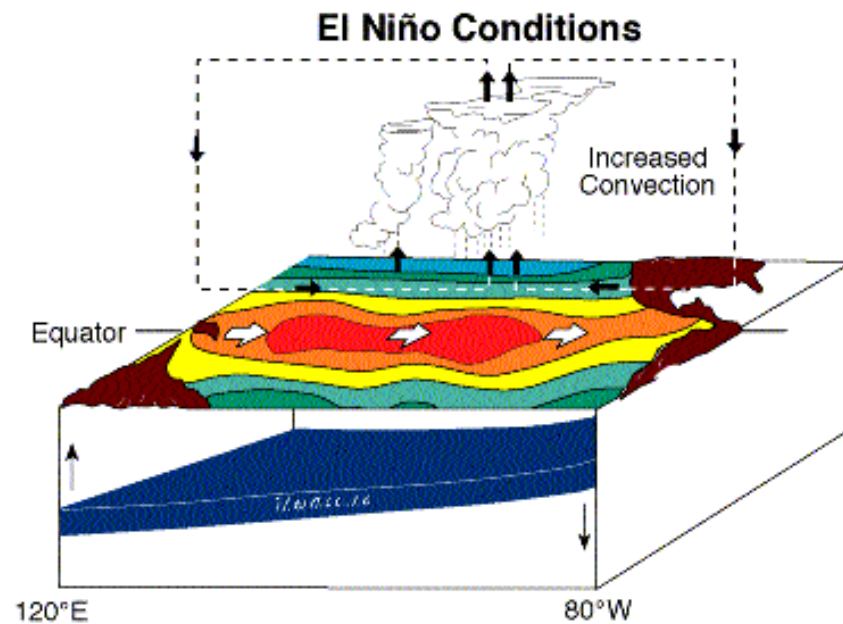 El Niño Conditions
Increased
Convection
Equator
120°E
80°W